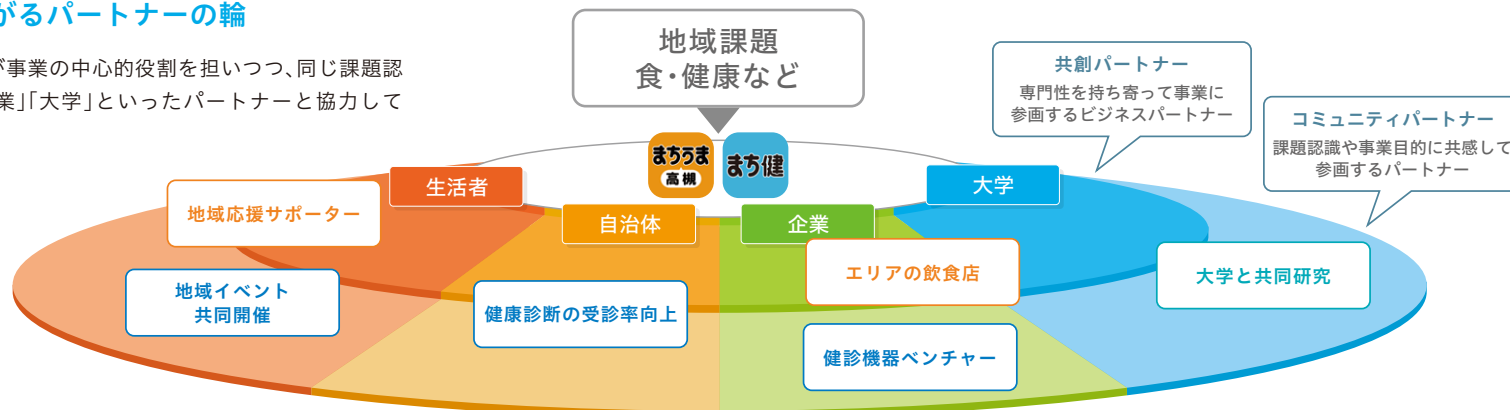 がるパートナーの輪
が事業の中心的役割を担いつつ、同じ課題認
業」「大学」といったパートナーと協力して
地域課題
食・健康など
共創パートナー
専門性を持ち寄って事業に
参画するビジネスパートナー
コミュニティパートナー
課題認識や事業目的に共感して
参画するパートナー
まちうま
高槻
まち健
生活者
自治体
企業
大学
地域応援サポーター
地域イベント
共同開催
健康診断の受診率向上
エリアの飲食店
健診機器ベンチャー
大学と共同研究